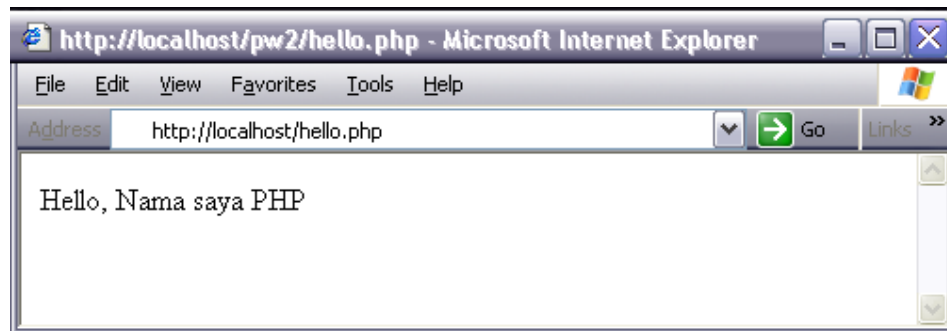 http://localhost/pw2/hello.php - Microsoft Internet Explorer
File Edit View Favorites Tools Help
Address http://localhost/hello.php Go Links »
Hello, Nama saya PHP